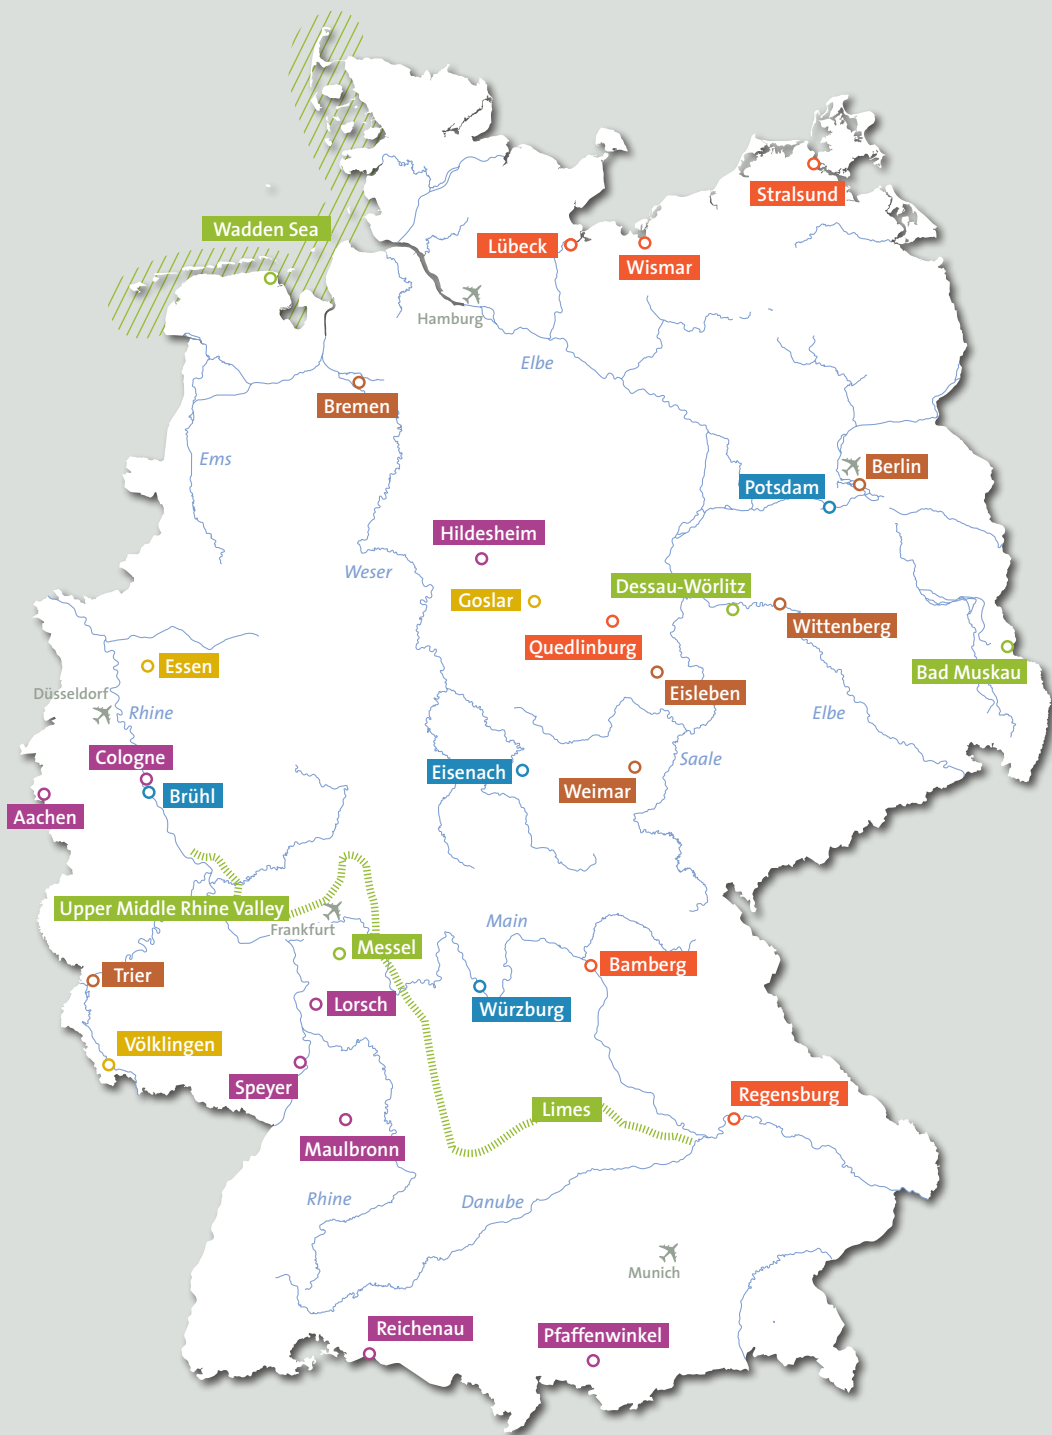 Stralsund
Wadden Sea
Lübeck
Wismar
Hamburg
Elbe
Bremen
Ems
Berlin
Potsdam
Hildesheim
Weser
Dessau-Wörlitz
Goslar
Wittenberg
Quedlinburg
Essen
Bad Muskau
Düsseldorf
Eisleben
Rhine
Elbe
Cologne
Saale
Eisenach
Weimar
Brühl
Aachen
Upper Middle Rhine Valley
Main
Frankfurt
Messel
Bamberg
Trier
Lorsch
Würzburg
Völklingen
Speyer
Regensburg
Limes
Maulbronn
Rhine
Danube
Munich
Reichenau
Pfaffenwinkel